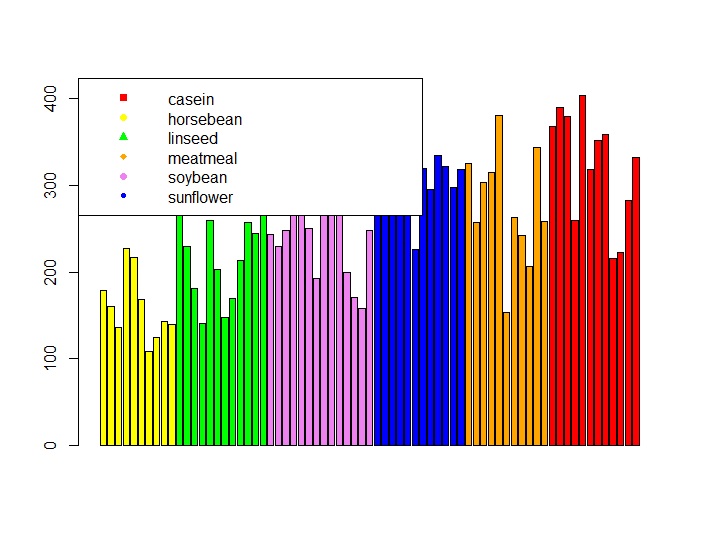 400
300
200
100
0
casein
horsebean
linseed
meatmeal
soybean
sunflower